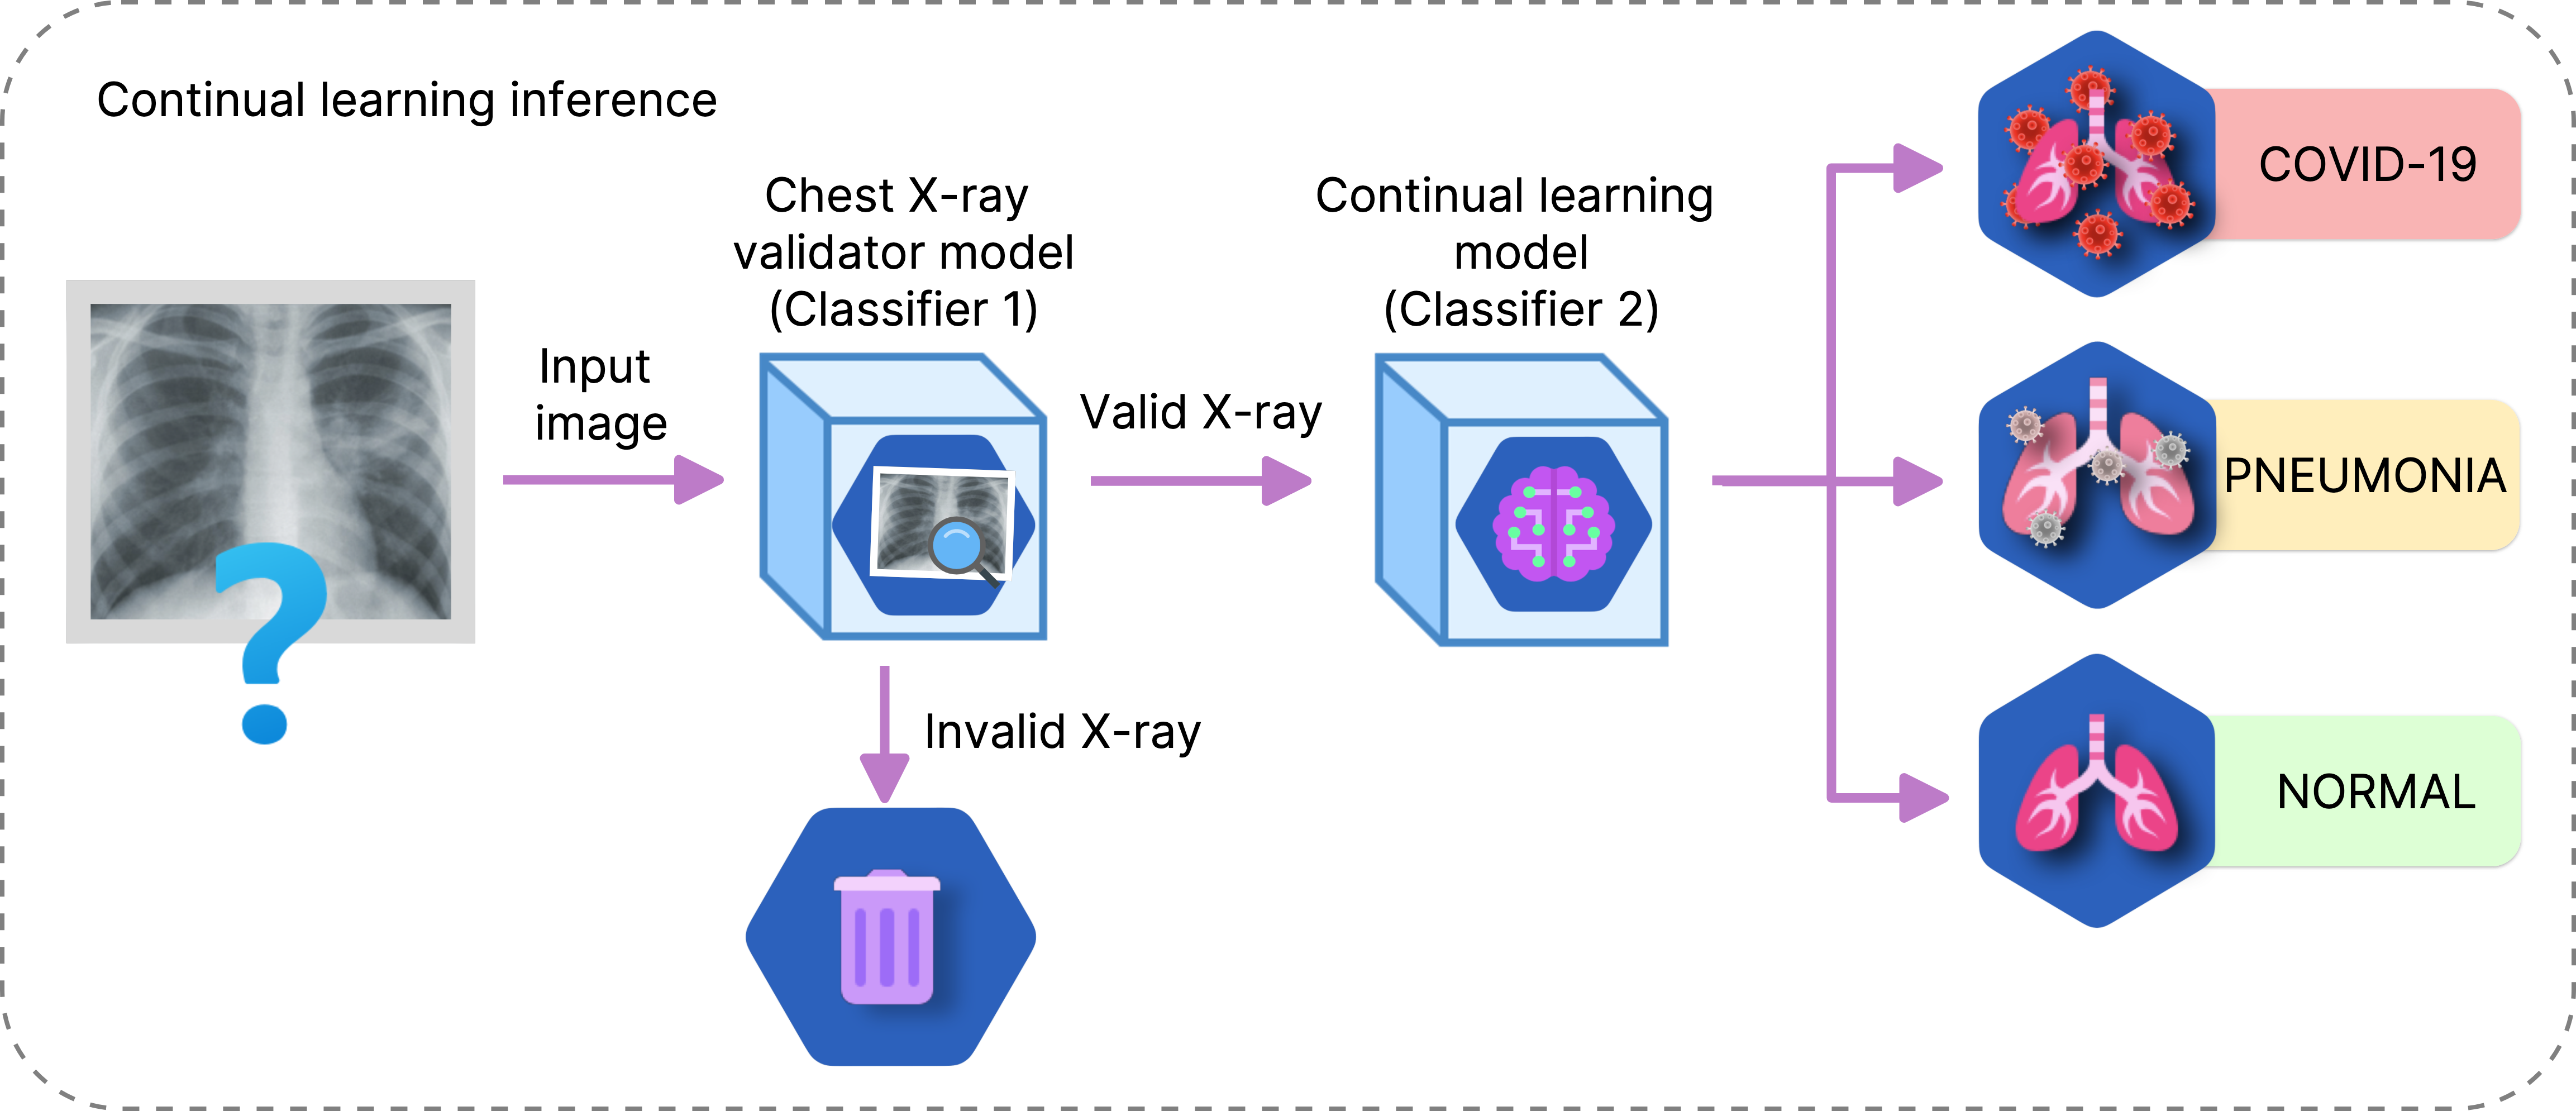 Continual learning inference
Input
image
Chest X-ray
validator model
(Classifier 1)
Valid X-ray
Invalid X-ray
Continual learning
model
(Classifier 2)
COVID-19
PNEUMONIA
NORMAL
?